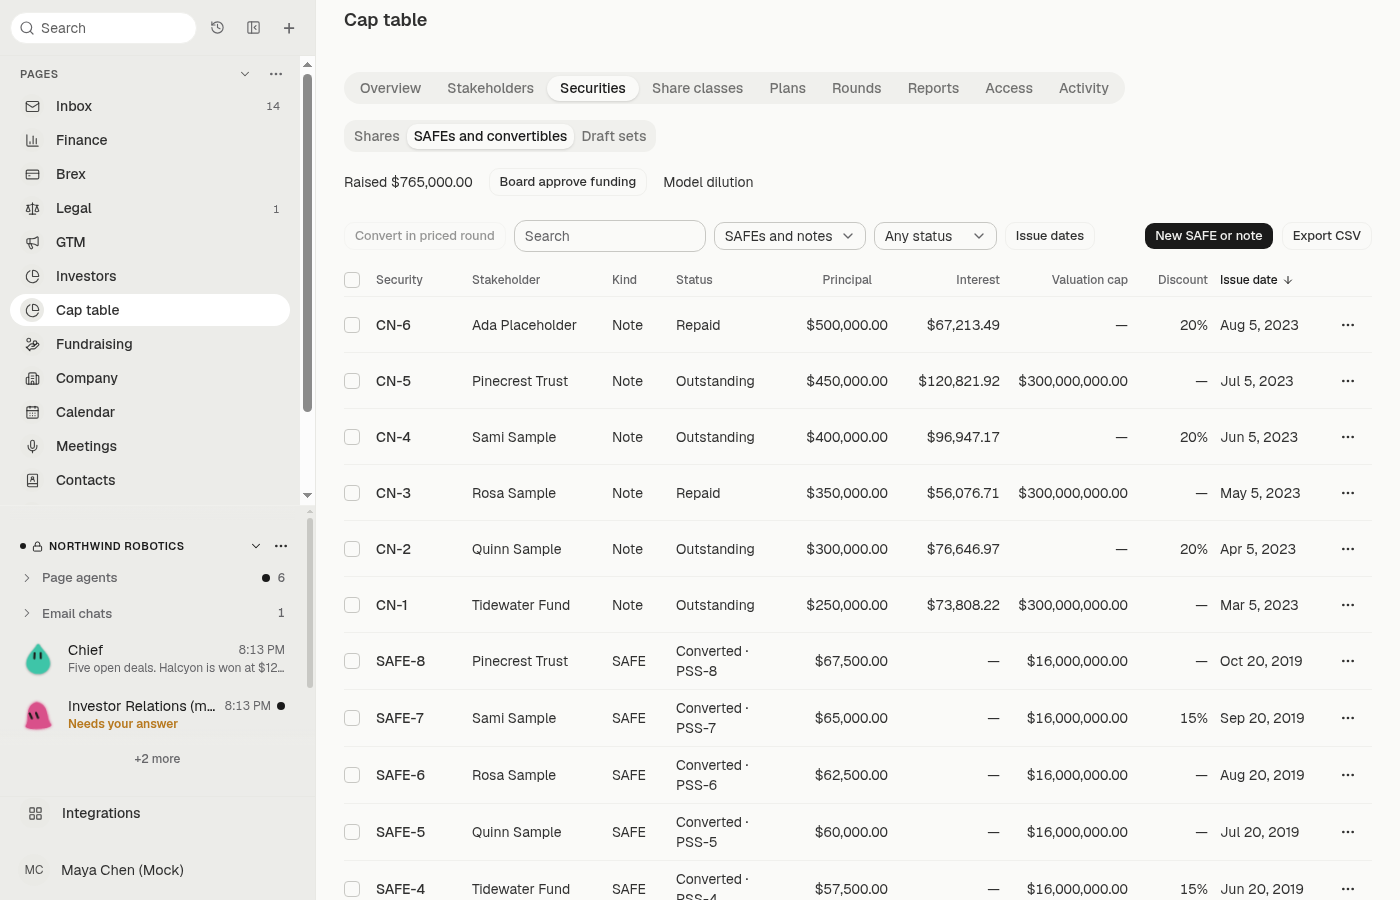 Search
PAGES
Inbox 14
Finance
Brex
Legal 1
GTM
Investors
Cap table
Fundraising
Company
Calendar
Meetings
Contacts
NORTHWIND ROBOTICS
Page agents 6
Email chats 1
Chief 8:13 PM
Five open deals. Halcyon is won at $12...
Investor Relations (m... 8:13 PM
Needs your answer
+2 more
Integrations
MC Maya Chen (Mock)
Cap table
Overview Stakeholders Securities Share classes Plans Rounds Reports Access Activity
Shares SAFEs and convertibles Draft sets
Raised $765,000.00 Board approve funding Model dilution
Convert in priced round Search SAFEs and notes Any status Issue dates New SAFE or note Export CSV
Security Stakeholder Kind Status Principal Interest Valuation cap Discount Issue date
CN-6 Ada Placeholder Note Repaid $500,000.00 $67,213.49 — 20% Aug 5, 2023
CN-5 Pinecrest Trust Note Outstanding $450,000.00 $120,821.92 $300,000,000.00 — Jul 5, 2023
CN-4 Sami Sample Note Outstanding $400,000.00 $96,947.17 — 20% Jun 5, 2023
CN-3 Rosa Sample Note Repaid $350,000.00 $56,076.71 $300,000,000.00 — May 5, 2023
CN-2 Quinn Sample Note Outstanding $300,000.00 $76,646.97 — 20% Apr 5, 2023
CN-1 Tidewater Fund Note Outstanding $250,000.00 $73,808.22 $300,000,000.00 — Mar 5, 2023
SAFE-8 Pinecrest Trust SAFE Converted · PSS-8 $67,500.00 — $16,000,000.00 — Oct 20, 2019
SAFE-7 Sami Sample SAFE Converted · PSS-7 $65,000.00 — $16,000,000.00 15% Sep 20, 2019
SAFE-6 Rosa Sample SAFE Converted · PSS-6 $62,500.00 — $16,000,000.00 — Aug 20, 2019
SAFE-5 Quinn Sample SAFE Converted · PSS-5 $60,000.00 — $16,000,000.00 — Jul 20, 2019
SAFE-4 Tidewater Fund SAFE Converted · PSS-4 $57,500.00 — $16,000,000.00 15% Jun 20, 2019